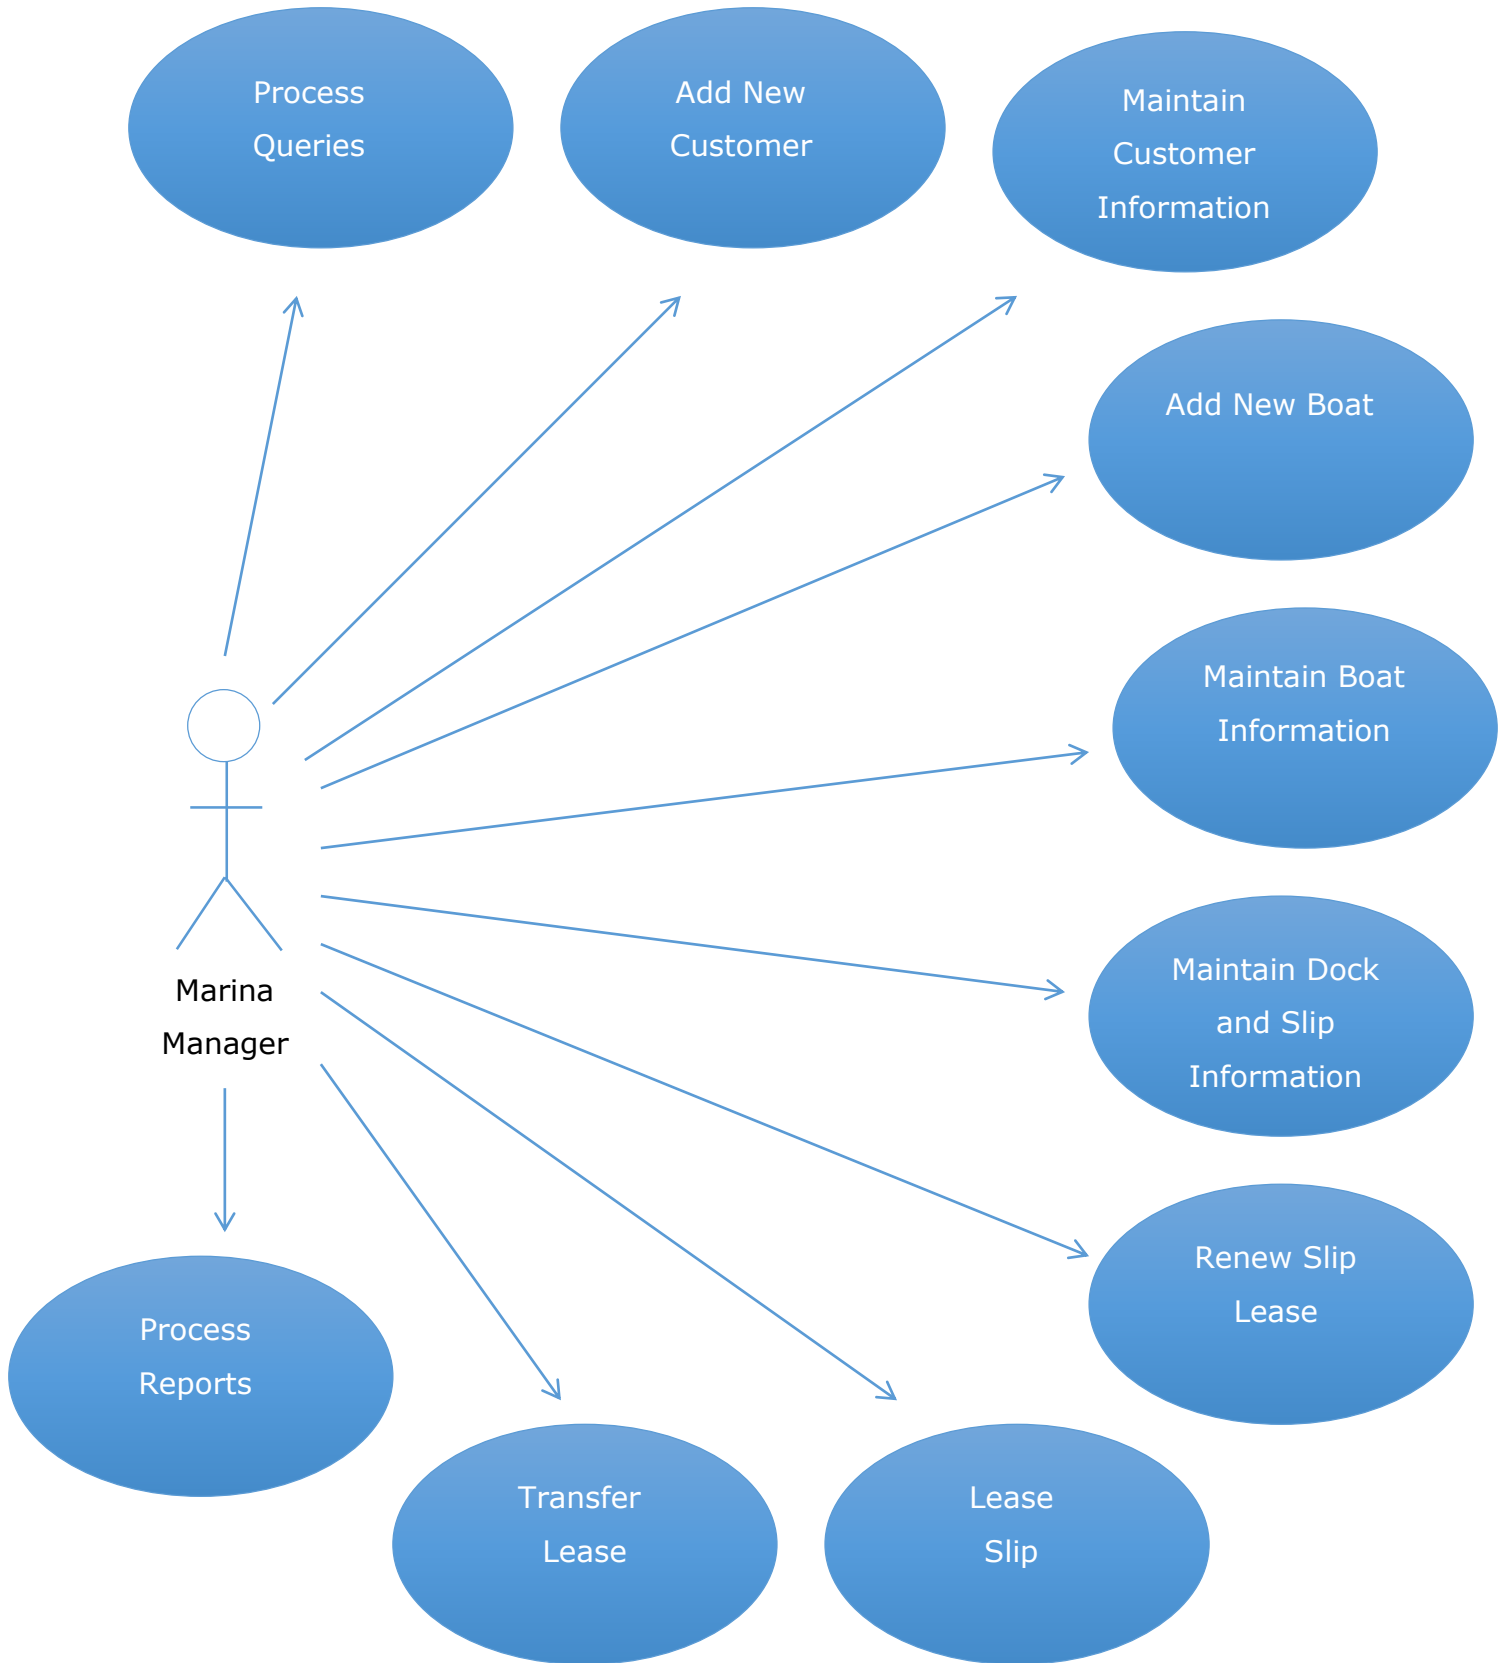 Process
Queries
Add New
Customer
Maintain
Customer
Information
Add New Boat
Maintain Boat
Information
Maintain Dock
and Slip
Information
Marina
Manager
Renew Slip
Lease
Process
Reports
Transfer
Lease
Lease
Slip